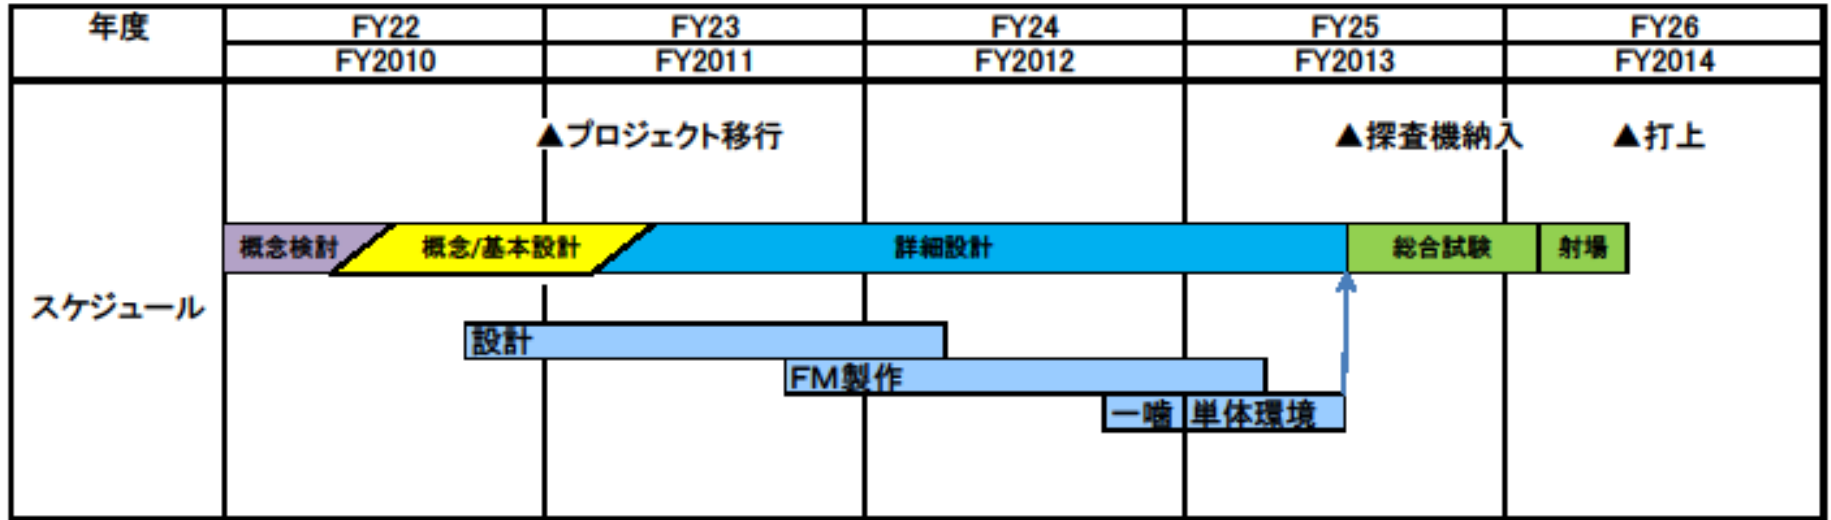 年度 FY22 FY23 FY24 FY25 FY26
FY2010 FY2011 FY2012 FY2013 FY2014
▲プロジェクト移行 ▲探査機納入 ▲打上
概念検討 概念/基本設計 詳細設計 総合試験 射場
スケジュール
設計
FM製作
一噛 単体環境